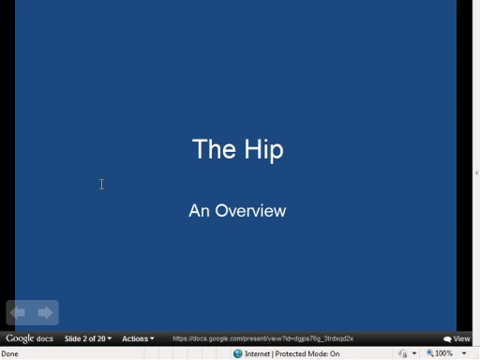 The Hip
An Overview
Google docs Slide 2 of 20 Actions https://docs.google.com/present/view?id=dgjps76g_3trdxqd2x View
Done Internet | Protected Mode: On 100%